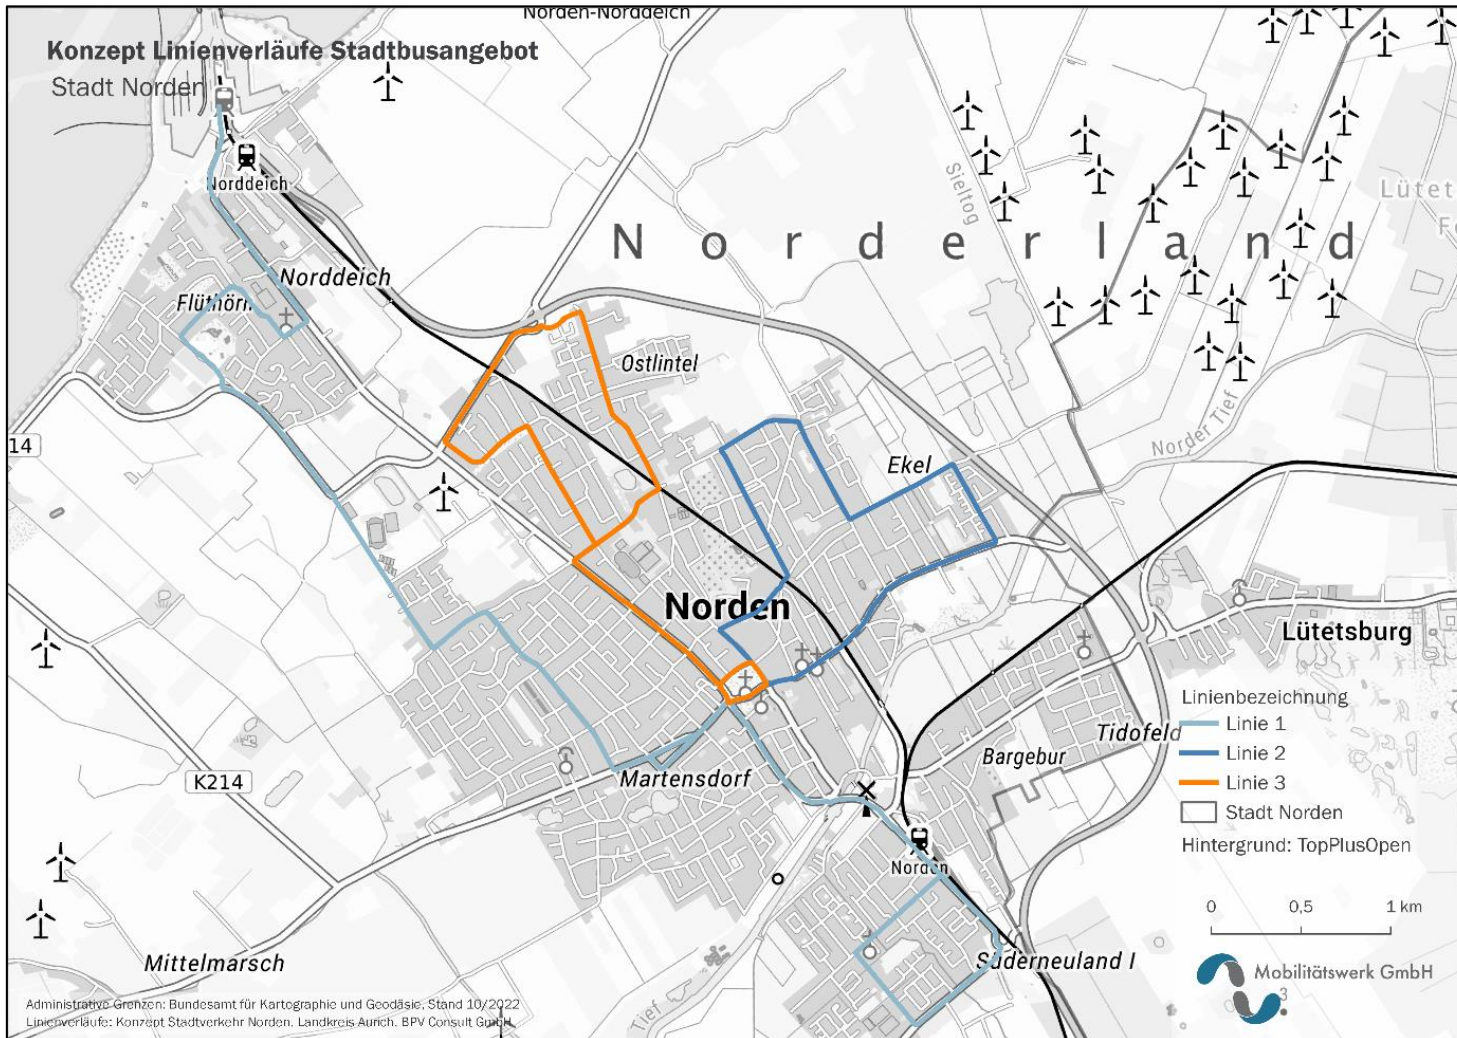 Norden-Norddeich
Konzept Linienverläufe Stadtbusangebot
Stadt Norden
Norddeich
Sieltog
Lütet
Fe
Norderland
Norddeich
Flüthörn
Ostlintel
14
Norder Tief
Ekel
Norden
Lütetsburg
Linienbezeichnung
Linie 1
Linie 2
Linie 3
Stadt Norden
Hintergrund: TopPlusOpen
Tidofeld
Bargebur
Martensdorf
K214
Norden
0 0,5 1 km
Mittelmarsch
Süderneuland I
Mobilitätswerk GmbH
3
Administrative Grenzen: Bundesamt für Kartographie und Geodäsie, Stand 10/2022
Linienverläufe: Konzept Stadtverkehr Norden. Landkreis Aurich. BPV Consult GmbH
Tief